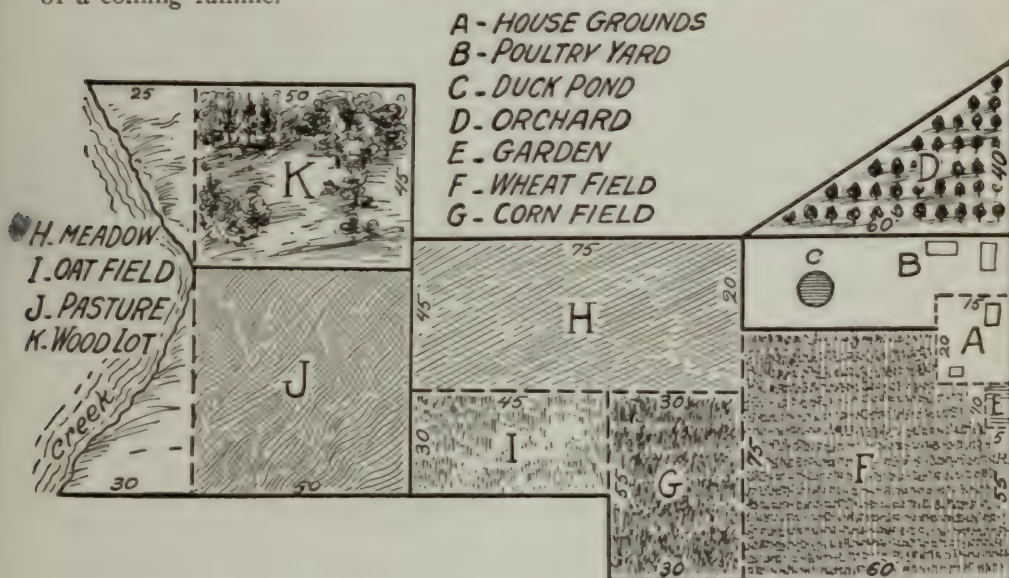 of a coming famine.
A - HOUSE GROUNDS
B - POULTRY YARD
C - DUCK POND
D - ORCHARD
E - GARDEN
F - WHEAT FIELD
G - CORN FIELD
H. MEADOW
I. OAT FIELD
J. PASTURE
K. WOOD LOT
25
50
K
45
D
40
60
75
C
B
45
H
20
15
20
A
J
10
E
5
45
30
30
I
G
55
75
F
55
Creek
30
50
30
60